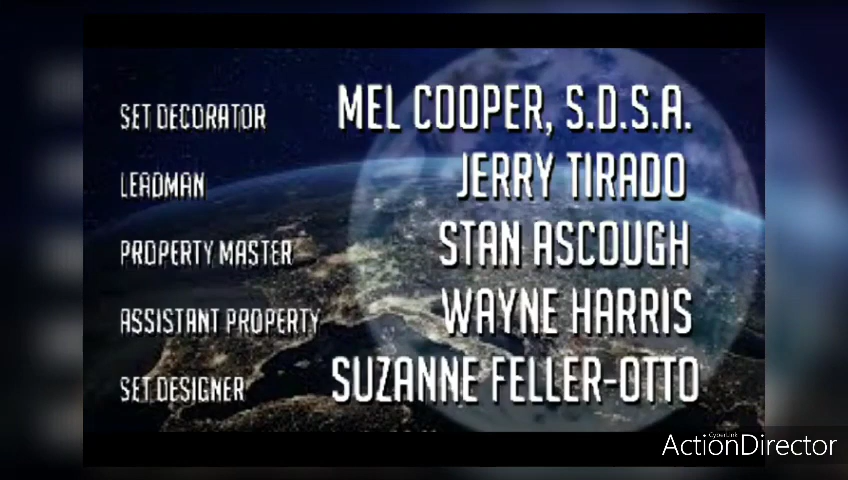 SET DECORATOR MEL COOPER, S.D.S.A.
LEADMAN JERRY TIRADO
PROPERTY MASTER STAN ASCOUGH
ASSISTANT PROPERTY WAYNE HARRIS
SET DESIGNER SUZANNE FELLER-OTTO
CyberLink
ActionDirector